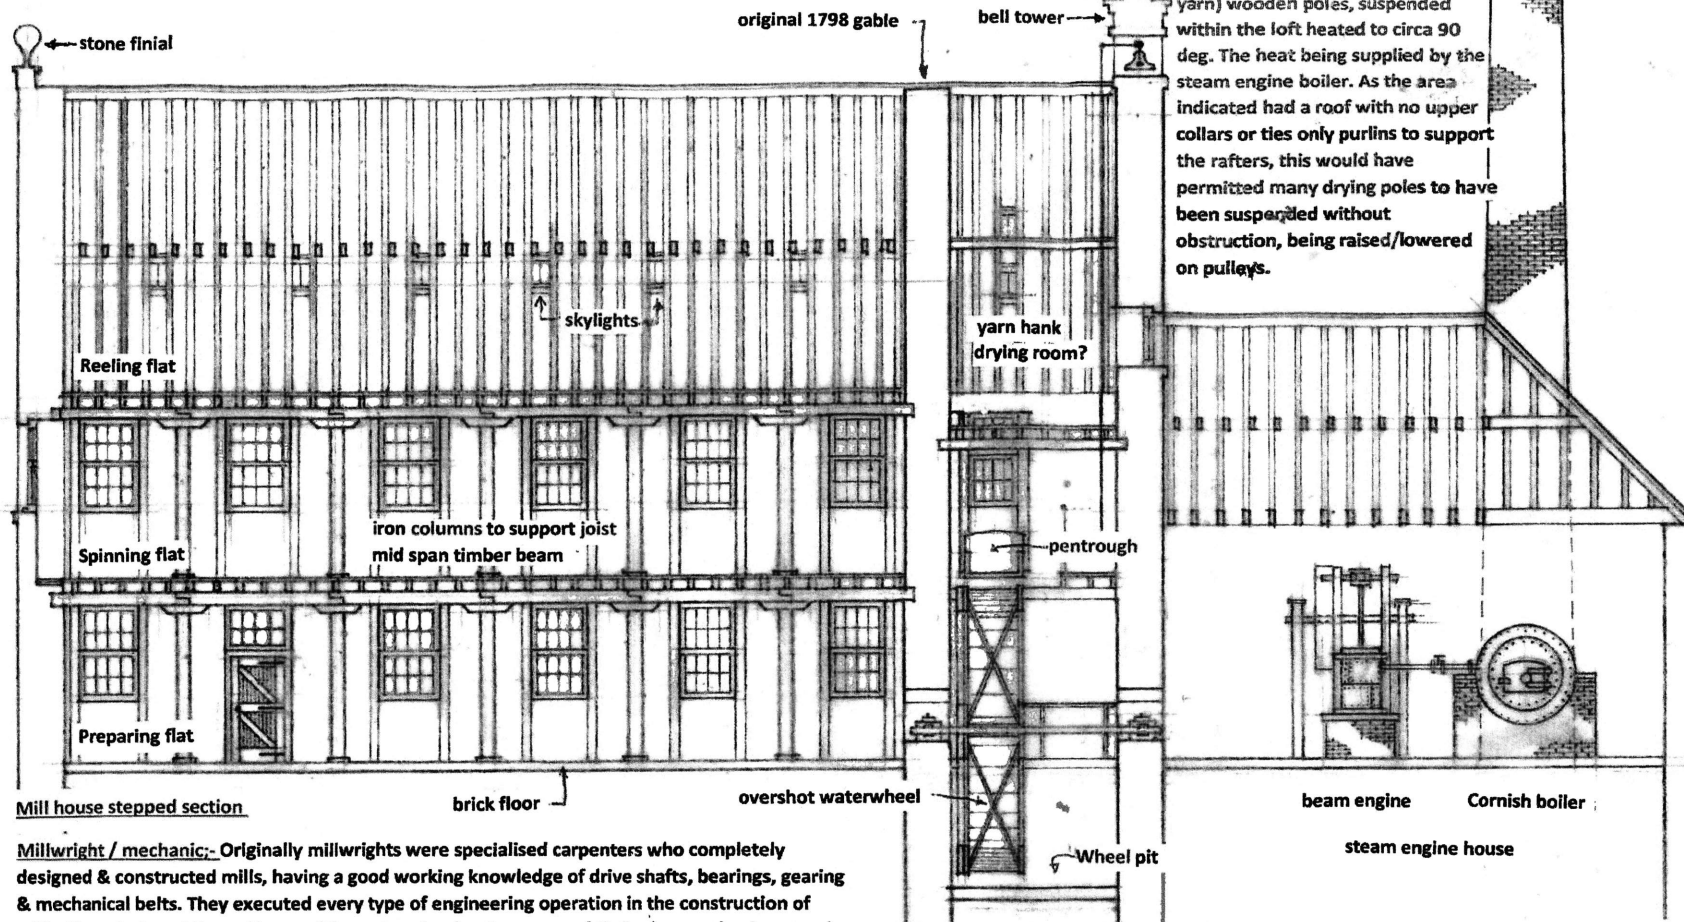 original 1798 gable
bell tower
stone finial
yarn) wooden poles, suspended
within the loft heated to circa 90
deg. The heat being supplied by the
steam engine boiler. As the area
indicated had a roof with no upper
collars or ties only purlins to support
the rafters, this would have
permitted many drying poles to have
been suspended without
obstruction, being raised/lowered
on pulleys.
skylights
yarn hank
drying room?
Reeling flat
iron columns to support joist
mid span timber beam
Spinning flat
pentrough
Preparing flat
brick floor
overshot waterwheel
Wheel pit
beam engine
Cornish boiler
steam engine house
Mill house stepped section
Millwright / mechanic;- Originally millwrights were specialised carpenters who completely
designed & constructed mills, having a good working knowledge of drive shafts, bearings, gearing
& mechanical belts. They executed every type of engineering operation in the construction of